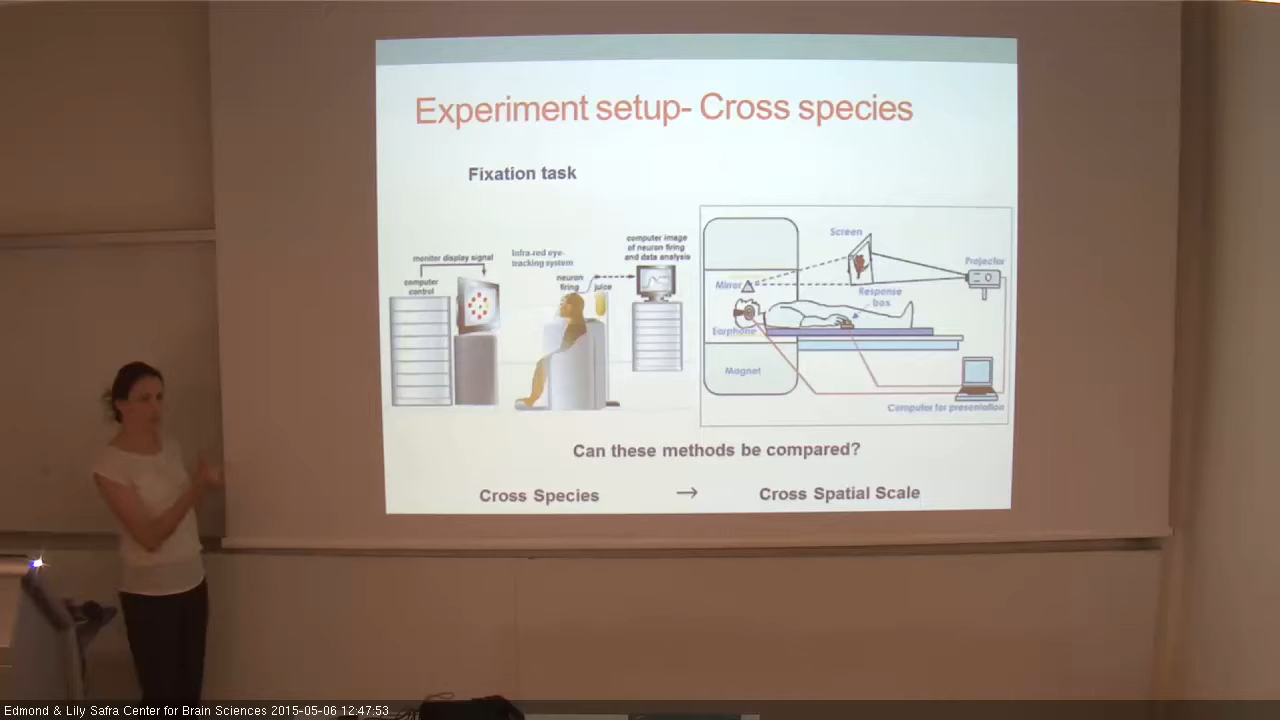 Experiment setup- Cross species
Fixation task
monitor display signal
computer
control
Infra-red eye-
tracking system
neuron
firing
juice
computer image
of neuron firing
and data analysis
Screen
Projector
Mirror
Response
box
Earphone
Magnet
Computer for presentation
Can these methods be compared?
Cross Species → Cross Spatial Scale
Edmond & Lily Safra Center for Brain Sciences 2015-05-06 12:47:53